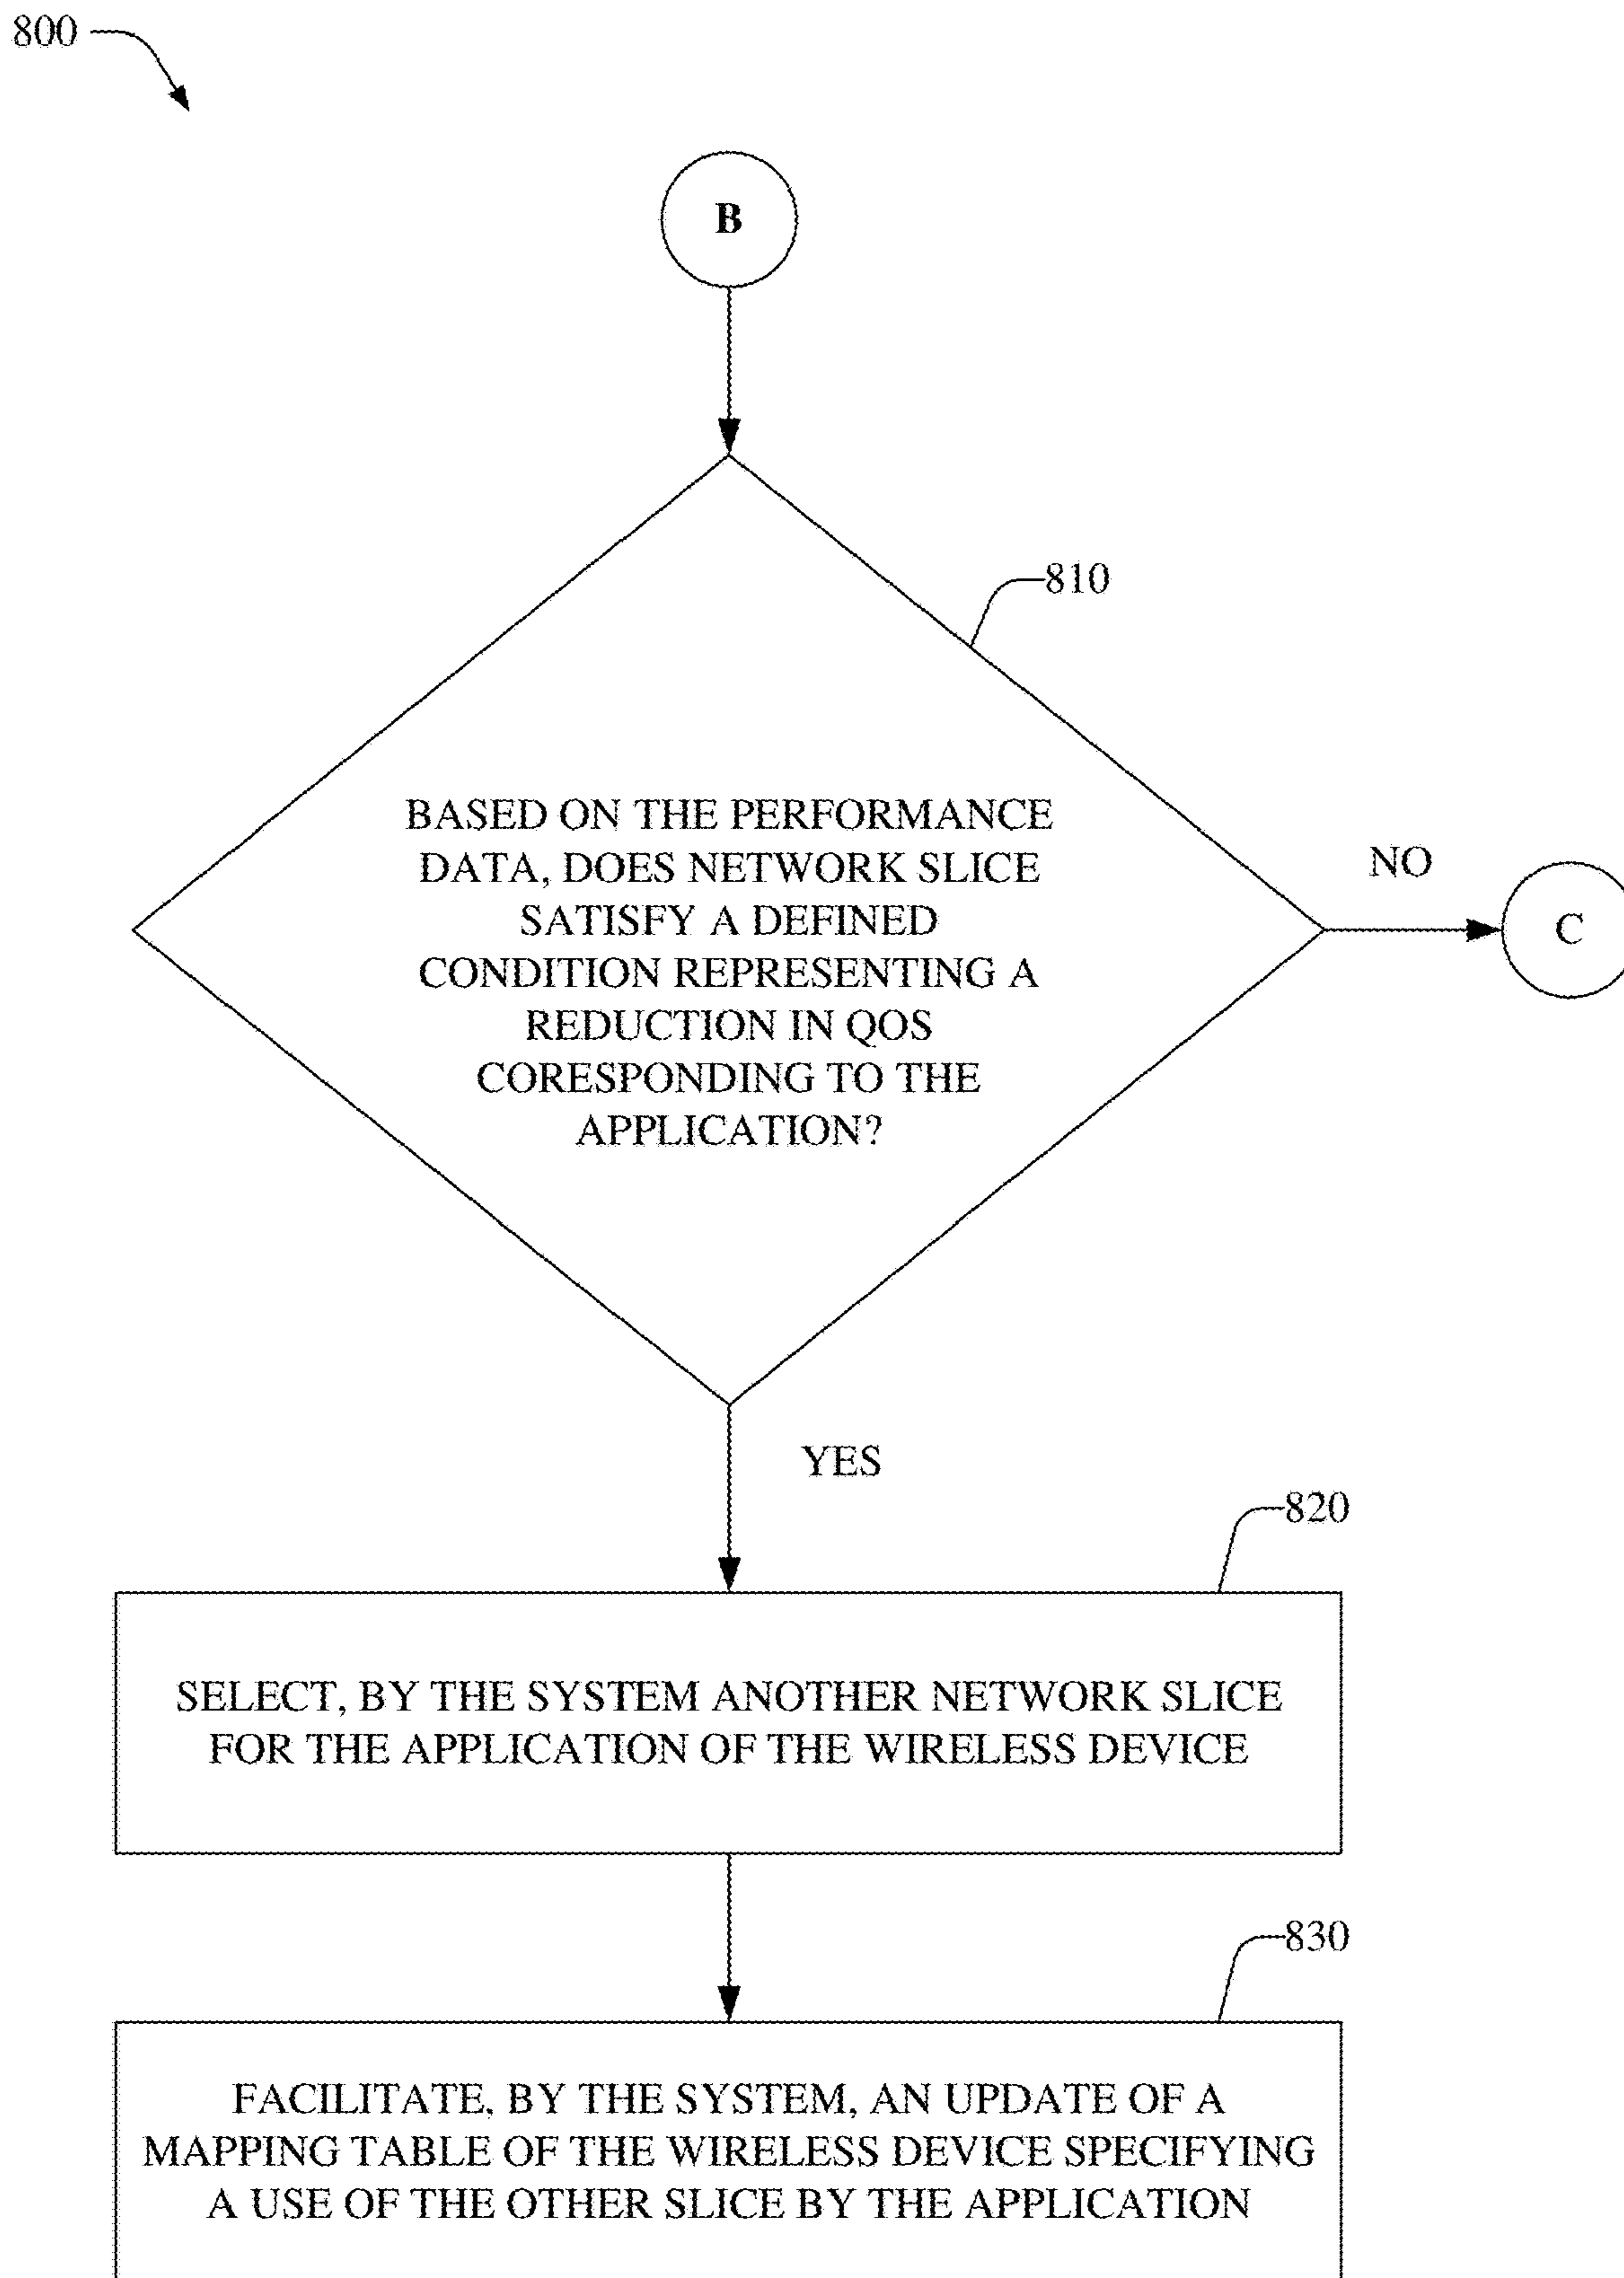 800
B
810
BASED ON THE PERFORMANCE
DATA, DOES NETWORK SLICE
SATISFY A DEFINED
CONDITION REPRESENTING A
REDUCTION IN QOS
CORESPONDING TO THE
APPLICATION?
NO
C
YES
820
SELECT, BY THE SYSTEM ANOTHER NETWORK SLICE
FOR THE APPLICATION OF THE WIRELESS DEVICE
830
FACILITATE, BY THE SYSTEM, AN UPDATE OF A
MAPPING TABLE OF THE WIRELESS DEVICE SPECIFYING
A USE OF THE OTHER SLICE BY THE APPLICATION